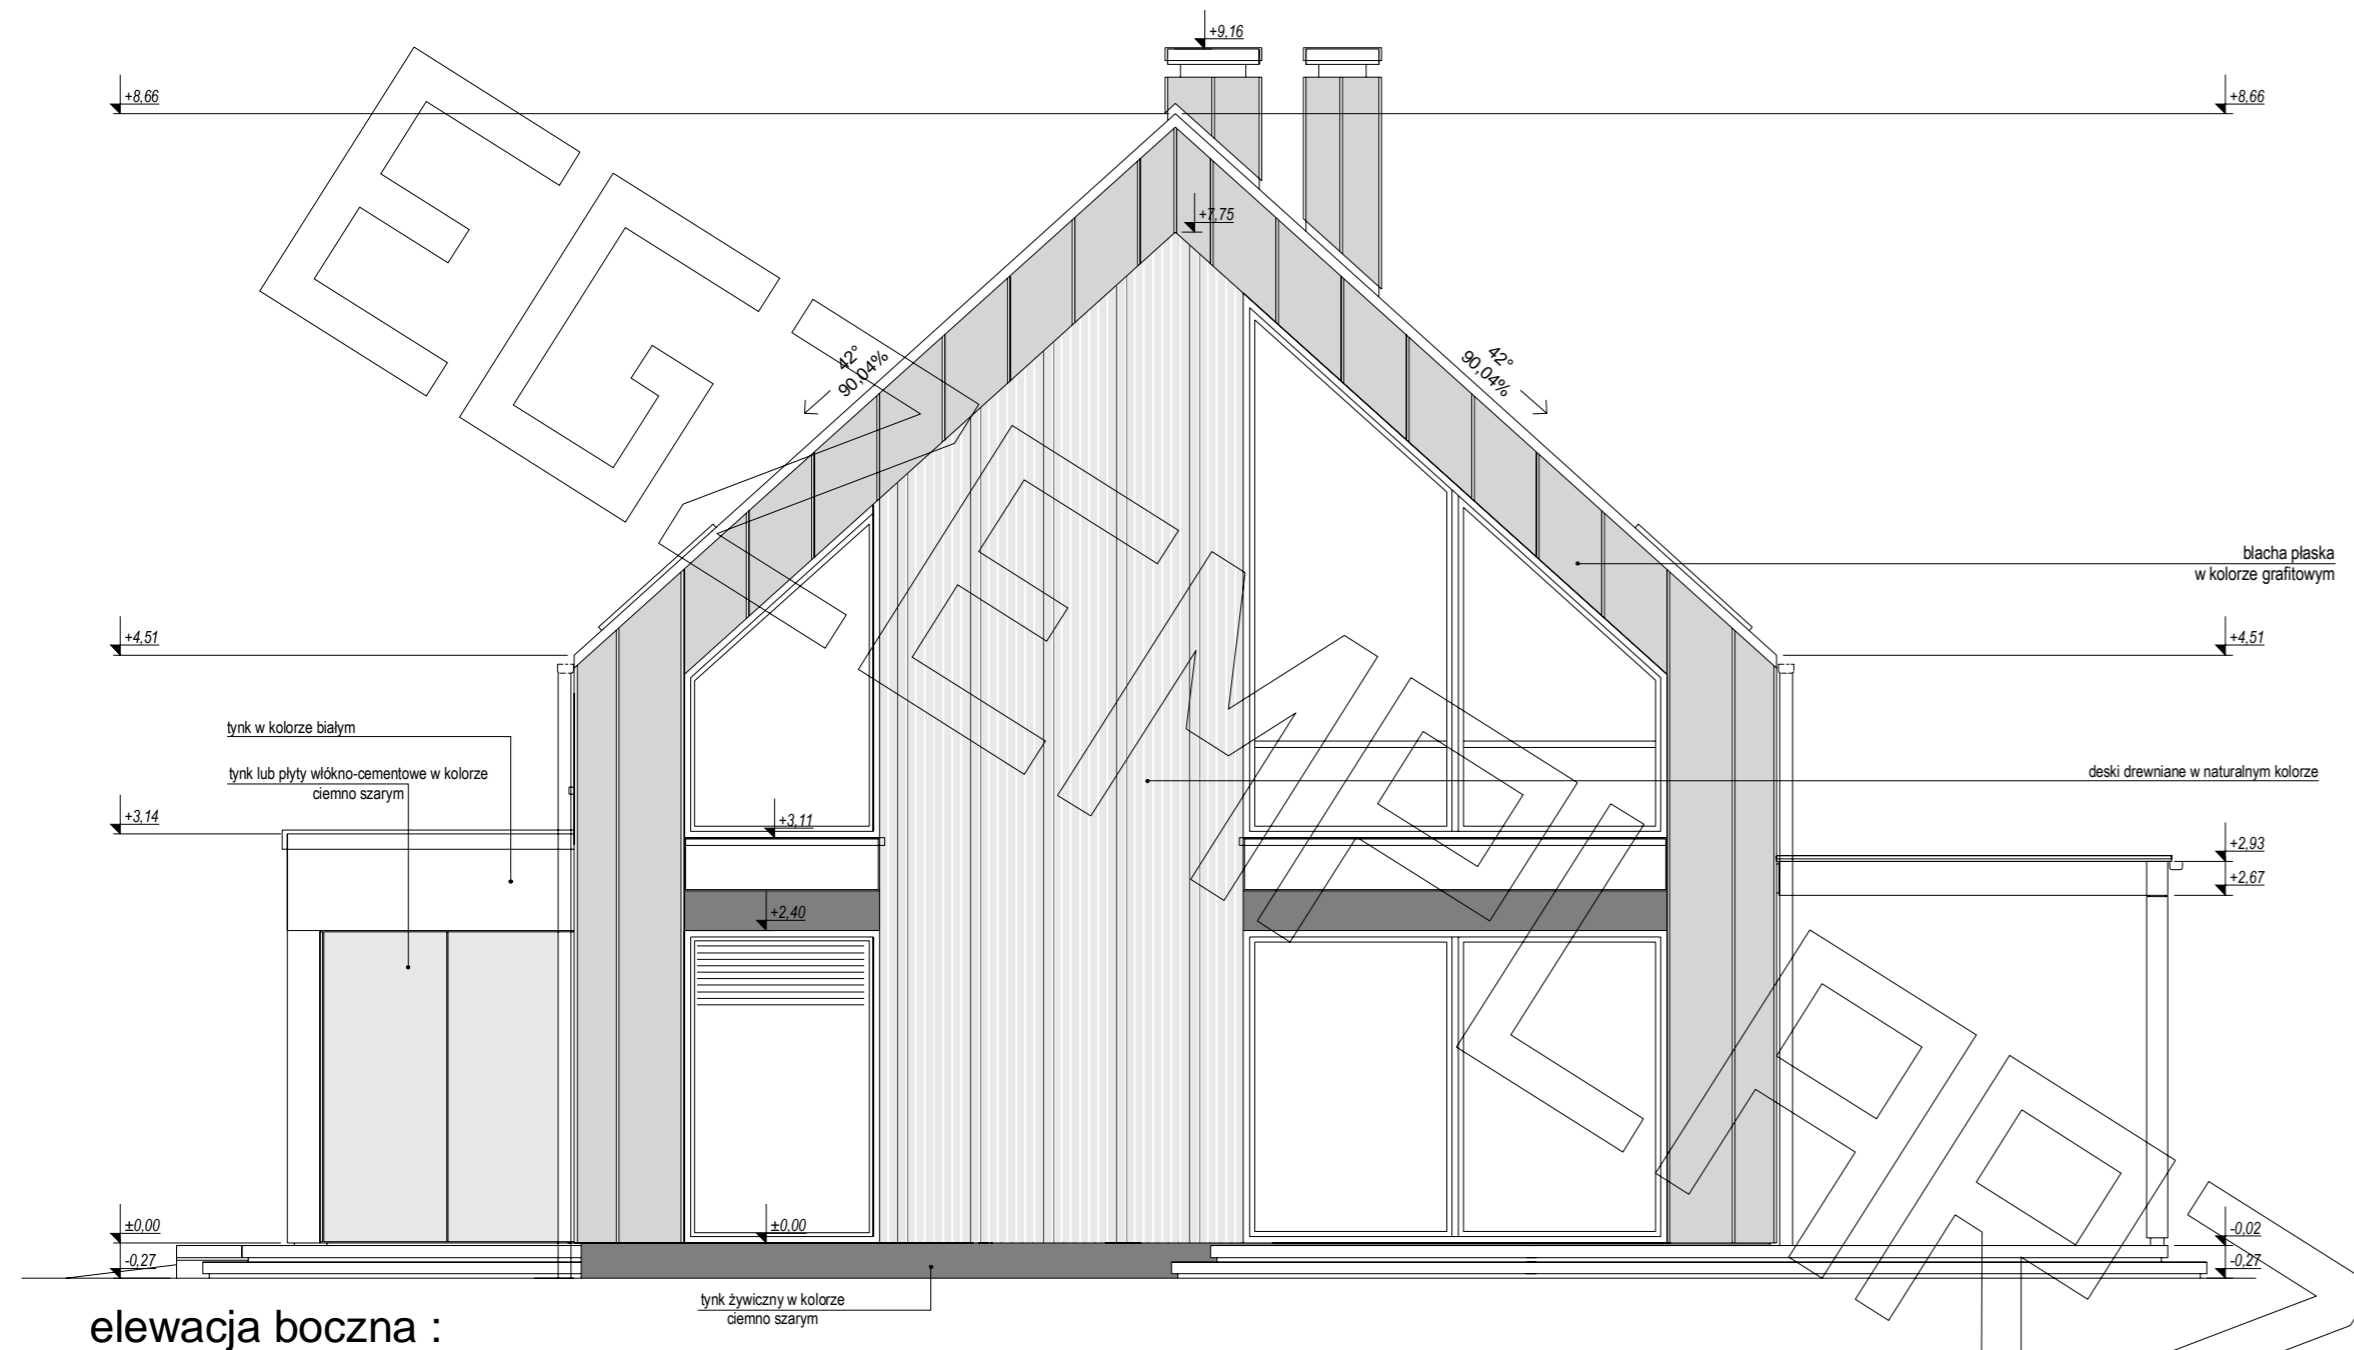 +9,16
+8,66
+8,66
+7,75
42°
90,04%
42°
90,04%
blacha płaska
w kolorze grafitowym
+4,51
+4,51
tynk w kolorze białym
tynk lub płyty włókno-cementowe w kolorze
ciemno szarym
deski drewniane w naturalnym kolorze
+3,14
+3,11
+2,93
+2,67
+2,40
±0,00
±0,00
-0,02
-0,27
-0,27
tynk żywiczny w kolorze
ciemno szarym
elewacja boczna :
EGZEMPLARZ